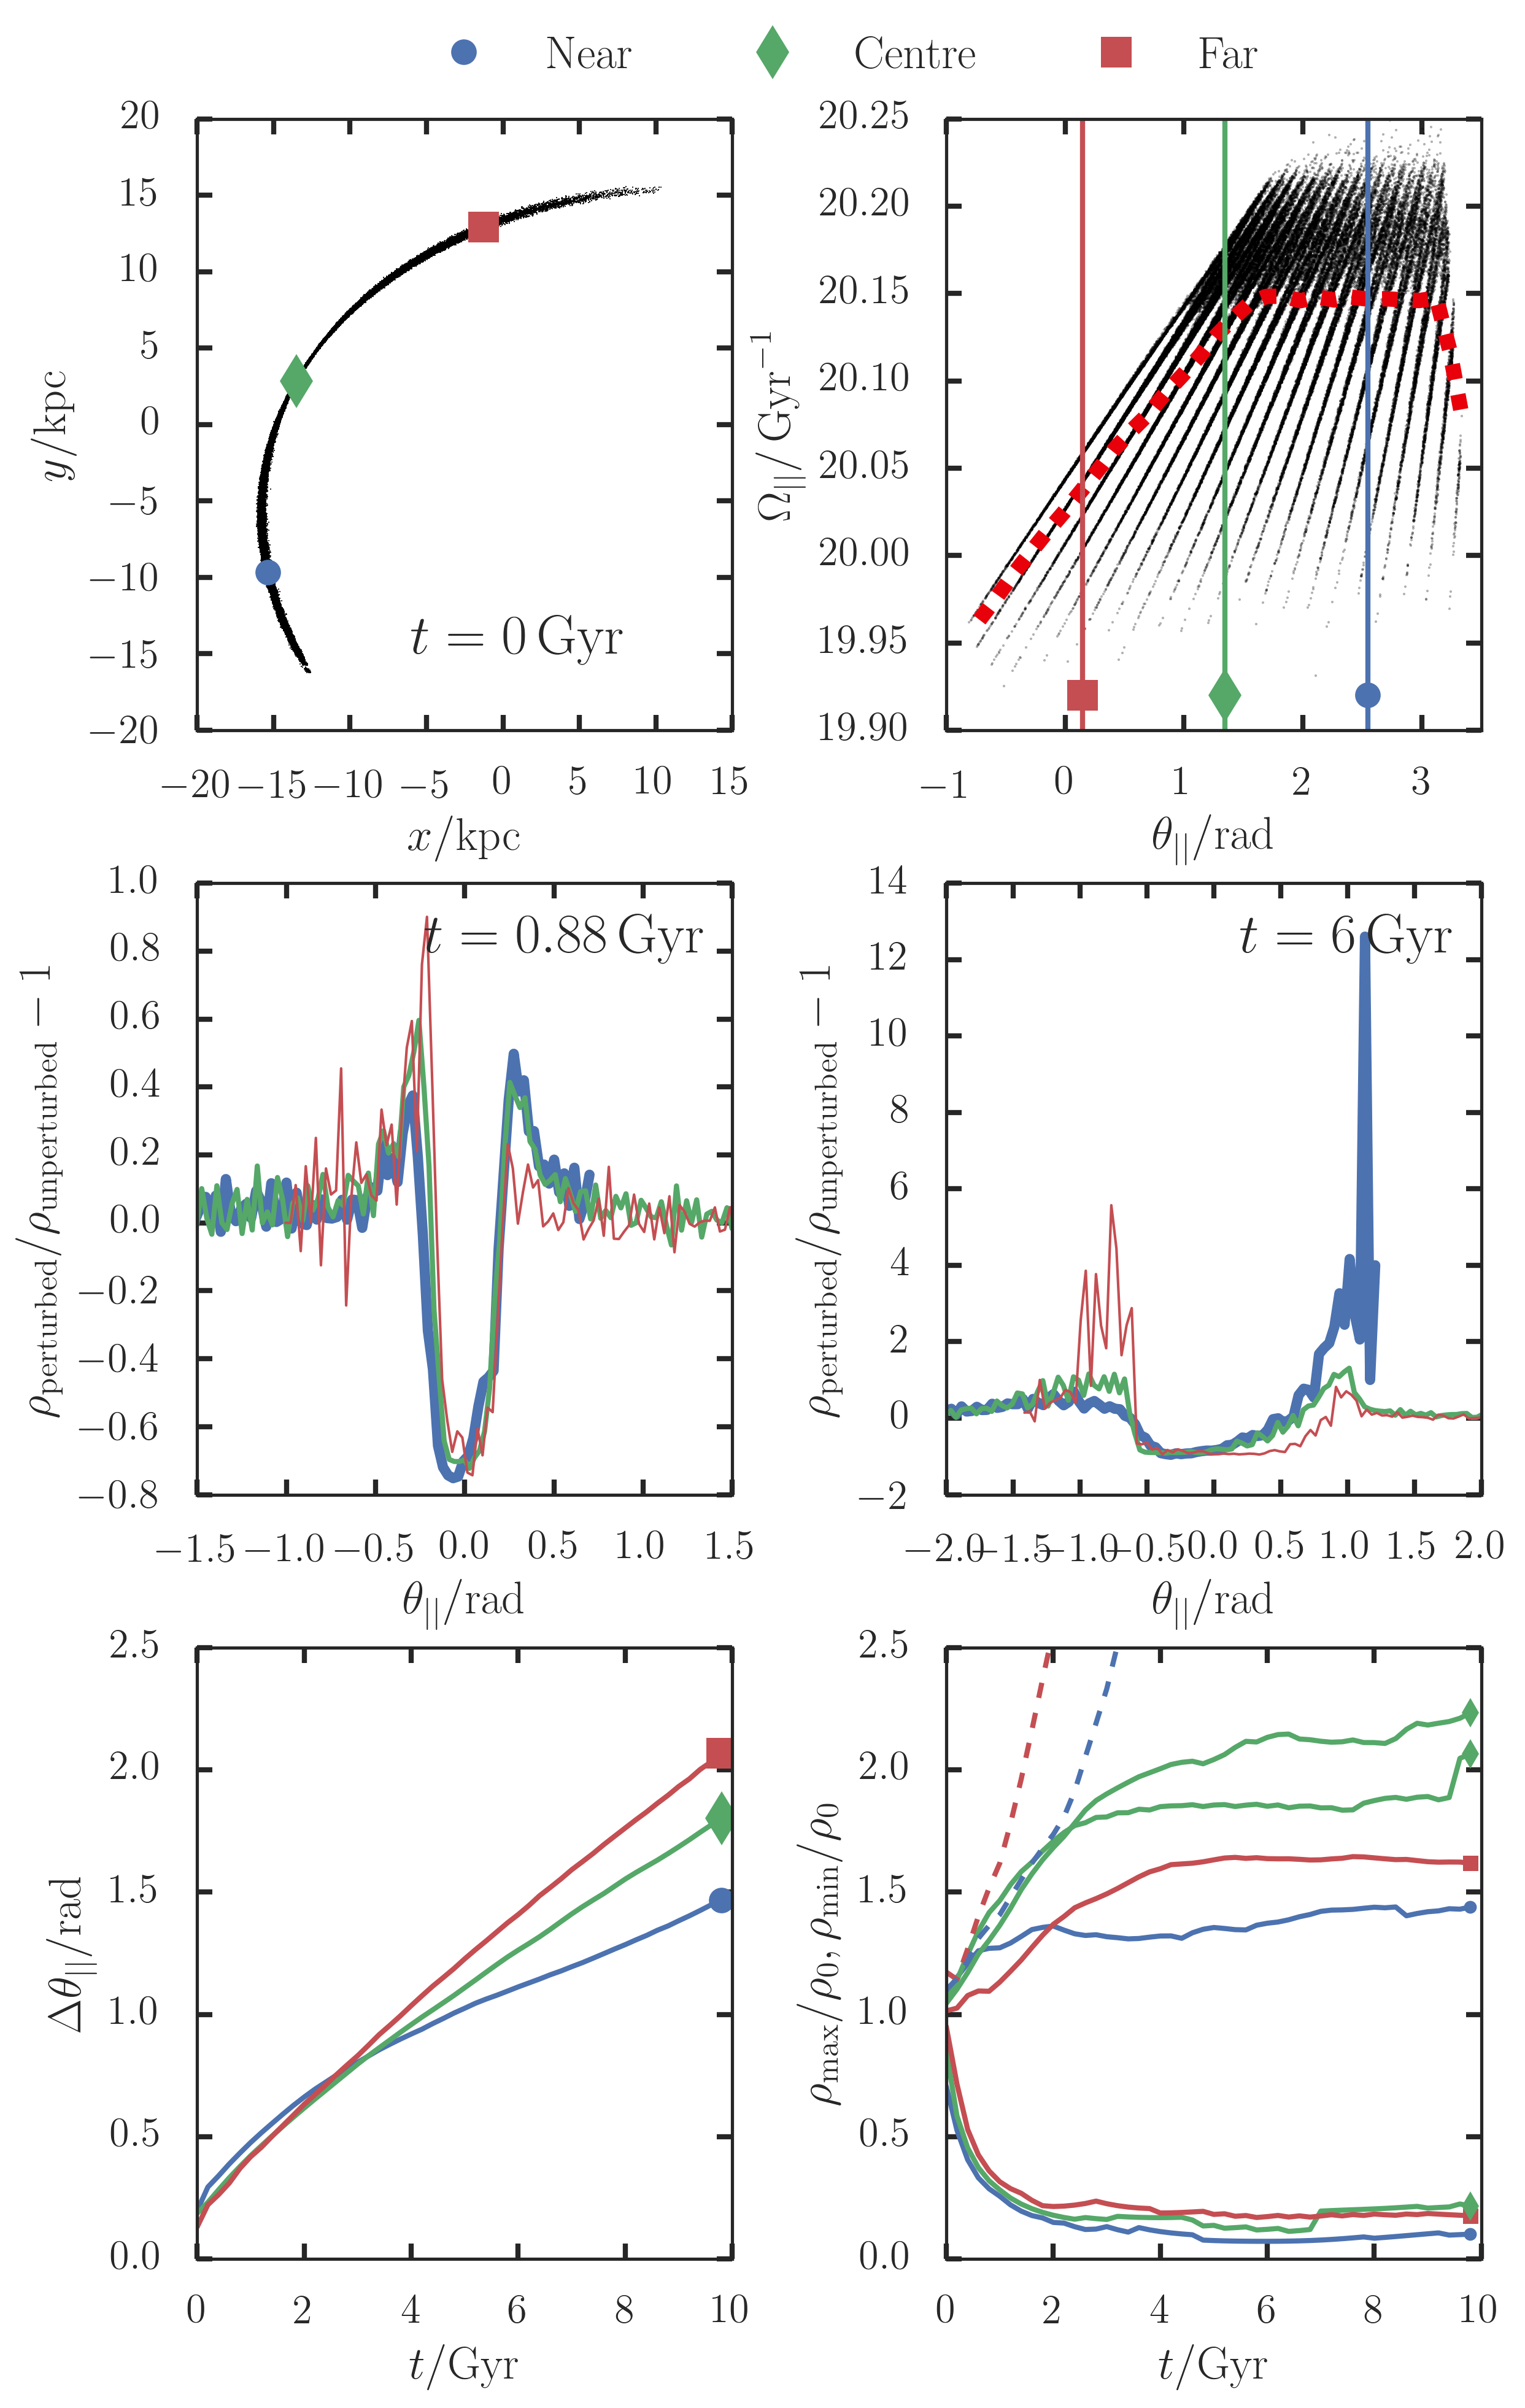 Near Centre Far
20
15
10
5
0
−5
−10
−15
−20
y/kpc
t = 0 Gyr
−20 −15 −10 −5 0 5 10 15
x/kpc
20.25
20.20
20.15
20.10
20.05
20.00
19.95
19.90
Ω||/Gyr⁻¹
−1 0 1 2 3
θ||/rad
1.0
0.8
0.6
0.4
0.2
0.0
−0.2
−0.4
−0.6
−0.8
ρperturbed/ρunperturbed − 1
t = 0.88 Gyr
−1.5 −1.0 −0.5 0.0 0.5 1.0 1.5
θ||/rad
14
12
10
8
6
4
2
0
−2
ρperturbed/ρunperturbed − 1
t = 6 Gyr
−2.0 −1.5 −1.0 −0.5 0.0 0.5 1.0 1.5 2.0
θ||/rad
2.5
2.0
1.5
1.0
0.5
0.0
Δθ||/rad
0 2 4 6 8 10
t/Gyr
2.5
2.0
1.5
1.0
0.5
0.0
ρmax/ρ0, ρmin/ρ0
0 2 4 6 8 10
t/Gyr